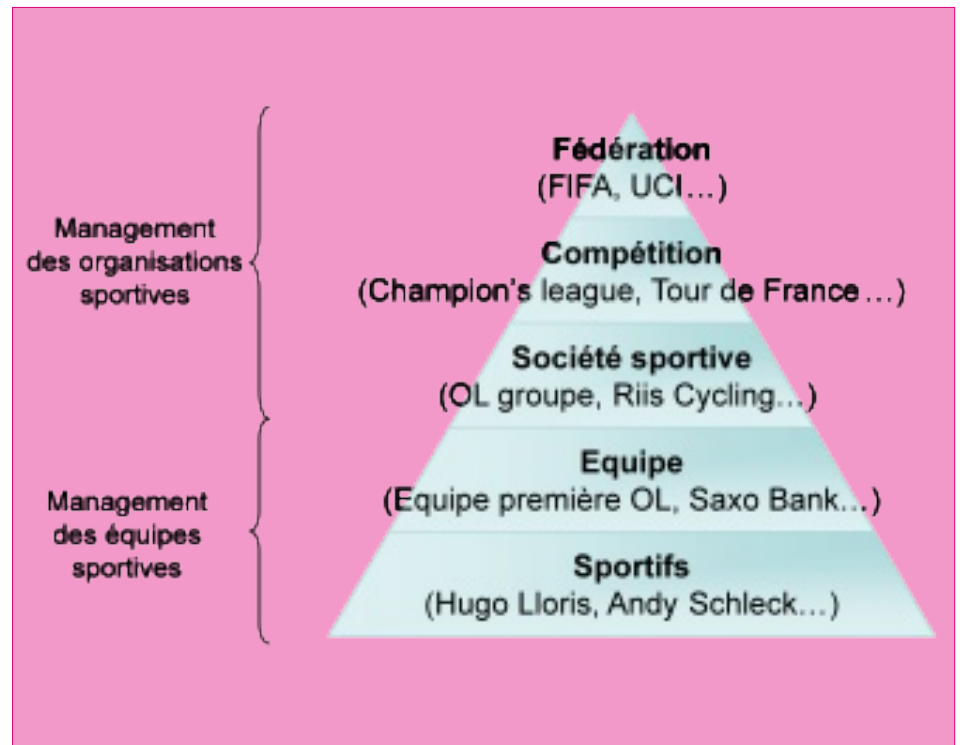 Management
des organisations
sportives
Management
des équipes
sportives
Fédération
(FIFA, UCI…)
Compétition
(Champion's league, Tour de France …)
Société sportive
(OL groupe, Riis Cycling…)
Equipe
(Equipe première OL, Saxo Bank…)
Sportifs
(Hugo Lloris, Andy Schleck…)